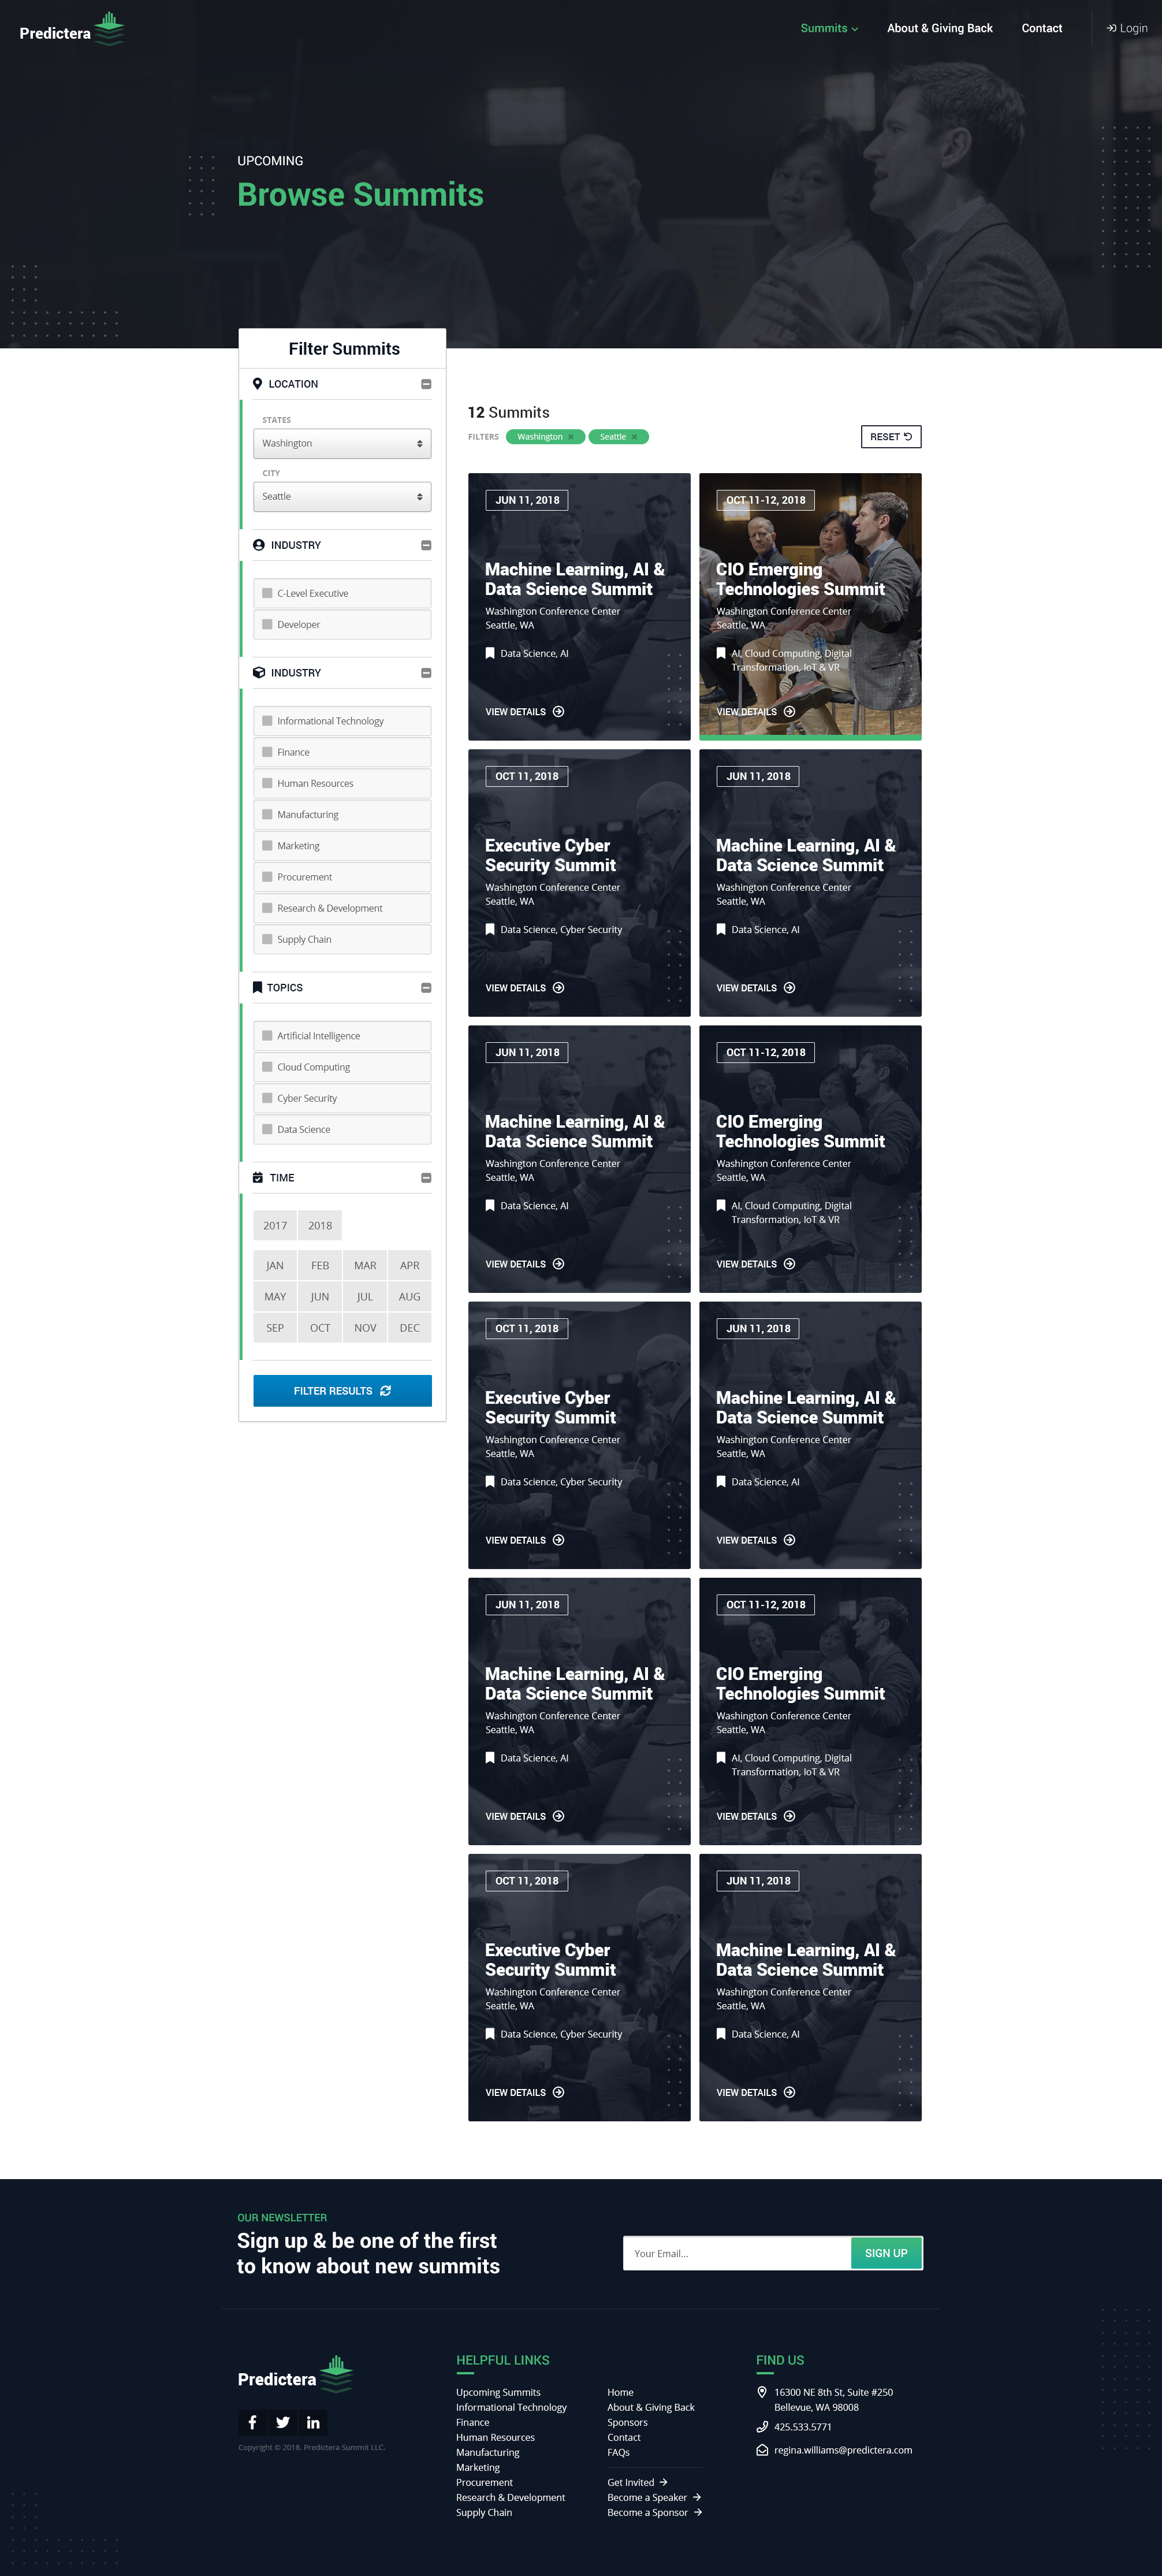 Predictera
Summits
About & Giving Back
Contact
Login
UPCOMING
Browse Summits
Filter Summits
LOCATION
STATES
Washington
CITY
Seattle
INDUSTRY
C-Level Executive
Developer
INDUSTRY
Informational Technology
Finance
Human Resources
Manufacturing
Marketing
Procurement
Research & Development
Supply Chain
TOPICS
Artificial Intelligence
Cloud Computing
Cyber Security
Data Science
TIME
2017 2018
JAN FEB MAR APR
MAY JUN JUL AUG
SEP OCT NOV DEC
FILTER RESULTS
12 Summits
FILTERS Washington Seattle
RESET
JUN 11, 2018
Machine Learning, AI &
Data Science Summit
Washington Conference Center
Seattle, WA
Data Science, AI
VIEW DETAILS
OCT 11-12, 2018
CIO Emerging
Technologies Summit
Washington Conference Center
Seattle, WA
AI, Cloud Computing, Digital
Transformation, IoT & VR
VIEW DETAILS
OCT 11, 2018
Executive Cyber
Security Summit
Washington Conference Center
Seattle, WA
Data Science, Cyber Security
VIEW DETAILS
JUN 11, 2018
Machine Learning, AI &
Data Science Summit
Washington Conference Center
Seattle, WA
Data Science, AI
VIEW DETAILS
JUN 11, 2018
Machine Learning, AI &
Data Science Summit
Washington Conference Center
Seattle, WA
Data Science, AI
VIEW DETAILS
OCT 11-12, 2018
CIO Emerging
Technologies Summit
Washington Conference Center
Seattle, WA
AI, Cloud Computing, Digital
Transformation, IoT & VR
VIEW DETAILS
OCT 11, 2018
Executive Cyber
Security Summit
Washington Conference Center
Seattle, WA
Data Science, Cyber Security
VIEW DETAILS
JUN 11, 2018
Machine Learning, AI &
Data Science Summit
Washington Conference Center
Seattle, WA
Data Science, AI
VIEW DETAILS
JUN 11, 2018
Machine Learning, AI &
Data Science Summit
Washington Conference Center
Seattle, WA
Data Science, AI
VIEW DETAILS
OCT 11-12, 2018
CIO Emerging
Technologies Summit
Washington Conference Center
Seattle, WA
AI, Cloud Computing, Digital
Transformation, IoT & VR
VIEW DETAILS
OCT 11, 2018
Executive Cyber
Security Summit
Washington Conference Center
Seattle, WA
Data Science, Cyber Security
VIEW DETAILS
JUN 11, 2018
Machine Learning, AI &
Data Science Summit
Washington Conference Center
Seattle, WA
Data Science, AI
VIEW DETAILS
OUR NEWSLETTER
Sign up & be one of the first
to know about new summits
Your Email...
SIGN UP
Predictera
Copyright © 2018. Predictera Summit LLC.
HELPFUL LINKS
Upcoming Summits
Informational Technology
Finance
Human Resources
Manufacturing
Marketing
Procurement
Research & Development
Supply Chain
Home
About & Giving Back
Sponsors
Contact
FAQs
Get Invited
Become a Speaker
Become a Sponsor
FIND US
16300 NE 8th St, Suite #250
Bellevue, WA 98008
425.533.5771
regina.williams@predictera.com